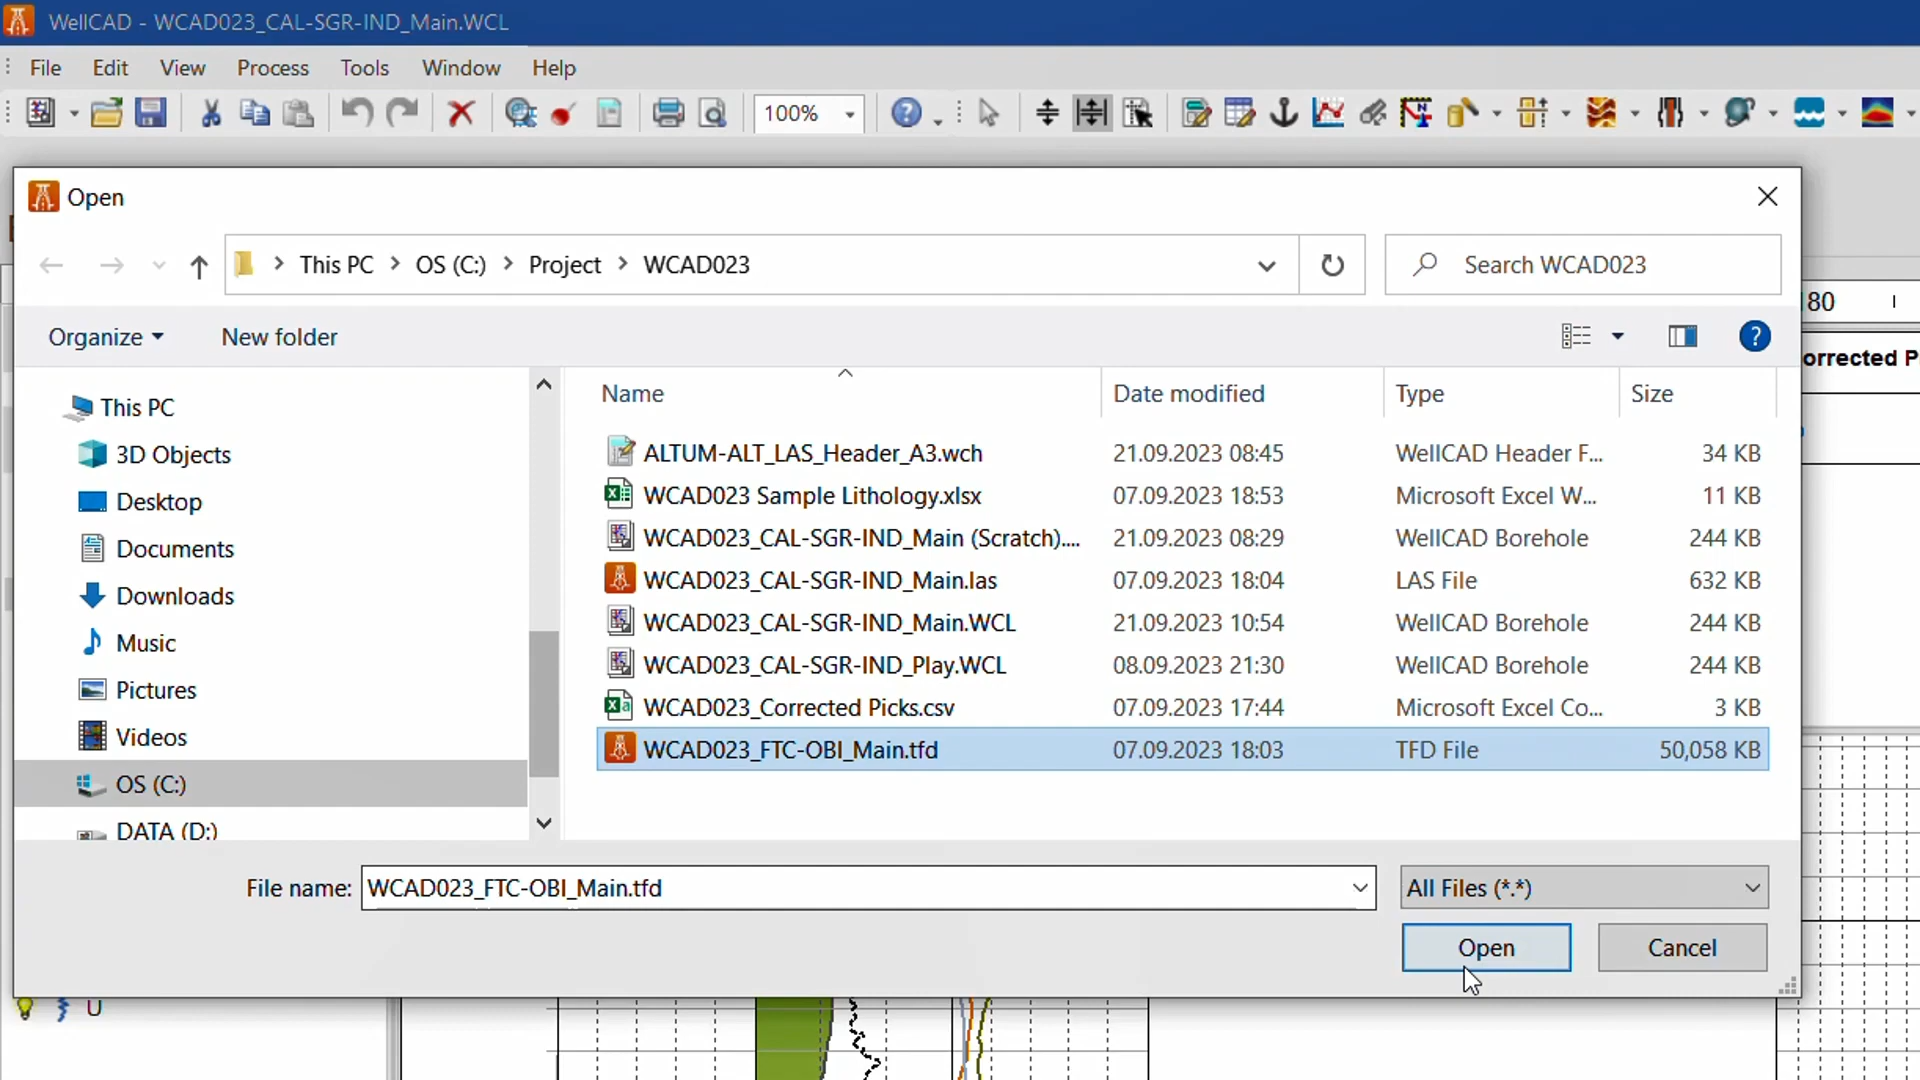 WellCAD - WCAD023_CAL-SGR-IND_Main.WCL
File Edit View Process Tools Window Help
100%
Open
This PC > OS (C:) > Project > WCAD023
Search WCAD023
Organize New folder
80
orrected P
Name Date modified Type Size
This PC
3D Objects
Desktop
Documents
Downloads
Music
Pictures
Videos
OS (C:)
DATA (D:)
ALTUM-ALT_LAS_Header_A3.wch 21.09.2023 08:45 WellCAD Header F... 34 KB
WCAD023 Sample Lithology.xlsx 07.09.2023 18:53 Microsoft Excel W... 11 KB
WCAD023_CAL-SGR-IND_Main (Scratch).... 21.09.2023 08:29 WellCAD Borehole 244 KB
WCAD023_CAL-SGR-IND_Main.las 07.09.2023 18:04 LAS File 632 KB
WCAD023_CAL-SGR-IND_Main.WCL 21.09.2023 10:54 WellCAD Borehole 244 KB
WCAD023_CAL-SGR-IND_Play.WCL 08.09.2023 21:30 WellCAD Borehole 244 KB
WCAD023_Corrected Picks.csv 07.09.2023 17:44 Microsoft Excel Co... 3 KB
WCAD023_FTC-OBI_Main.tfd 07.09.2023 18:03 TFD File 50,058 KB
File name: WCAD023_FTC-OBI_Main.tfd All Files (*.*)
Open Cancel
U